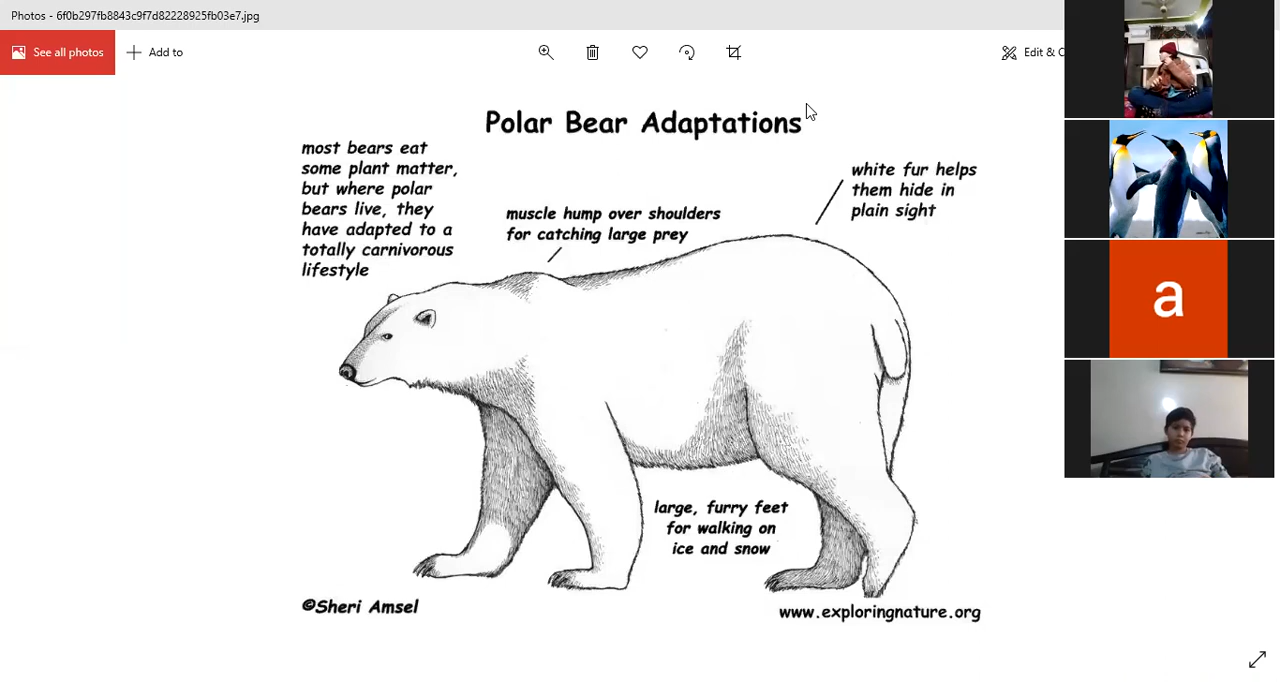 Photos - 6f0b297fb8843c9f7d82228925fb03e7.jpg
See all photos
Add to
Edit & C
Polar Bear Adaptations
most bears eat
some plant matter,
but where polar
bears live, they
have adapted to a
totally carnivorous
lifestyle
muscle hump over shoulders
for catching large prey
white fur helps
them hide in
plain sight
large, furry feet
for walking on
ice and snow
©Sheri Amsel
www.exploringnature.org
a